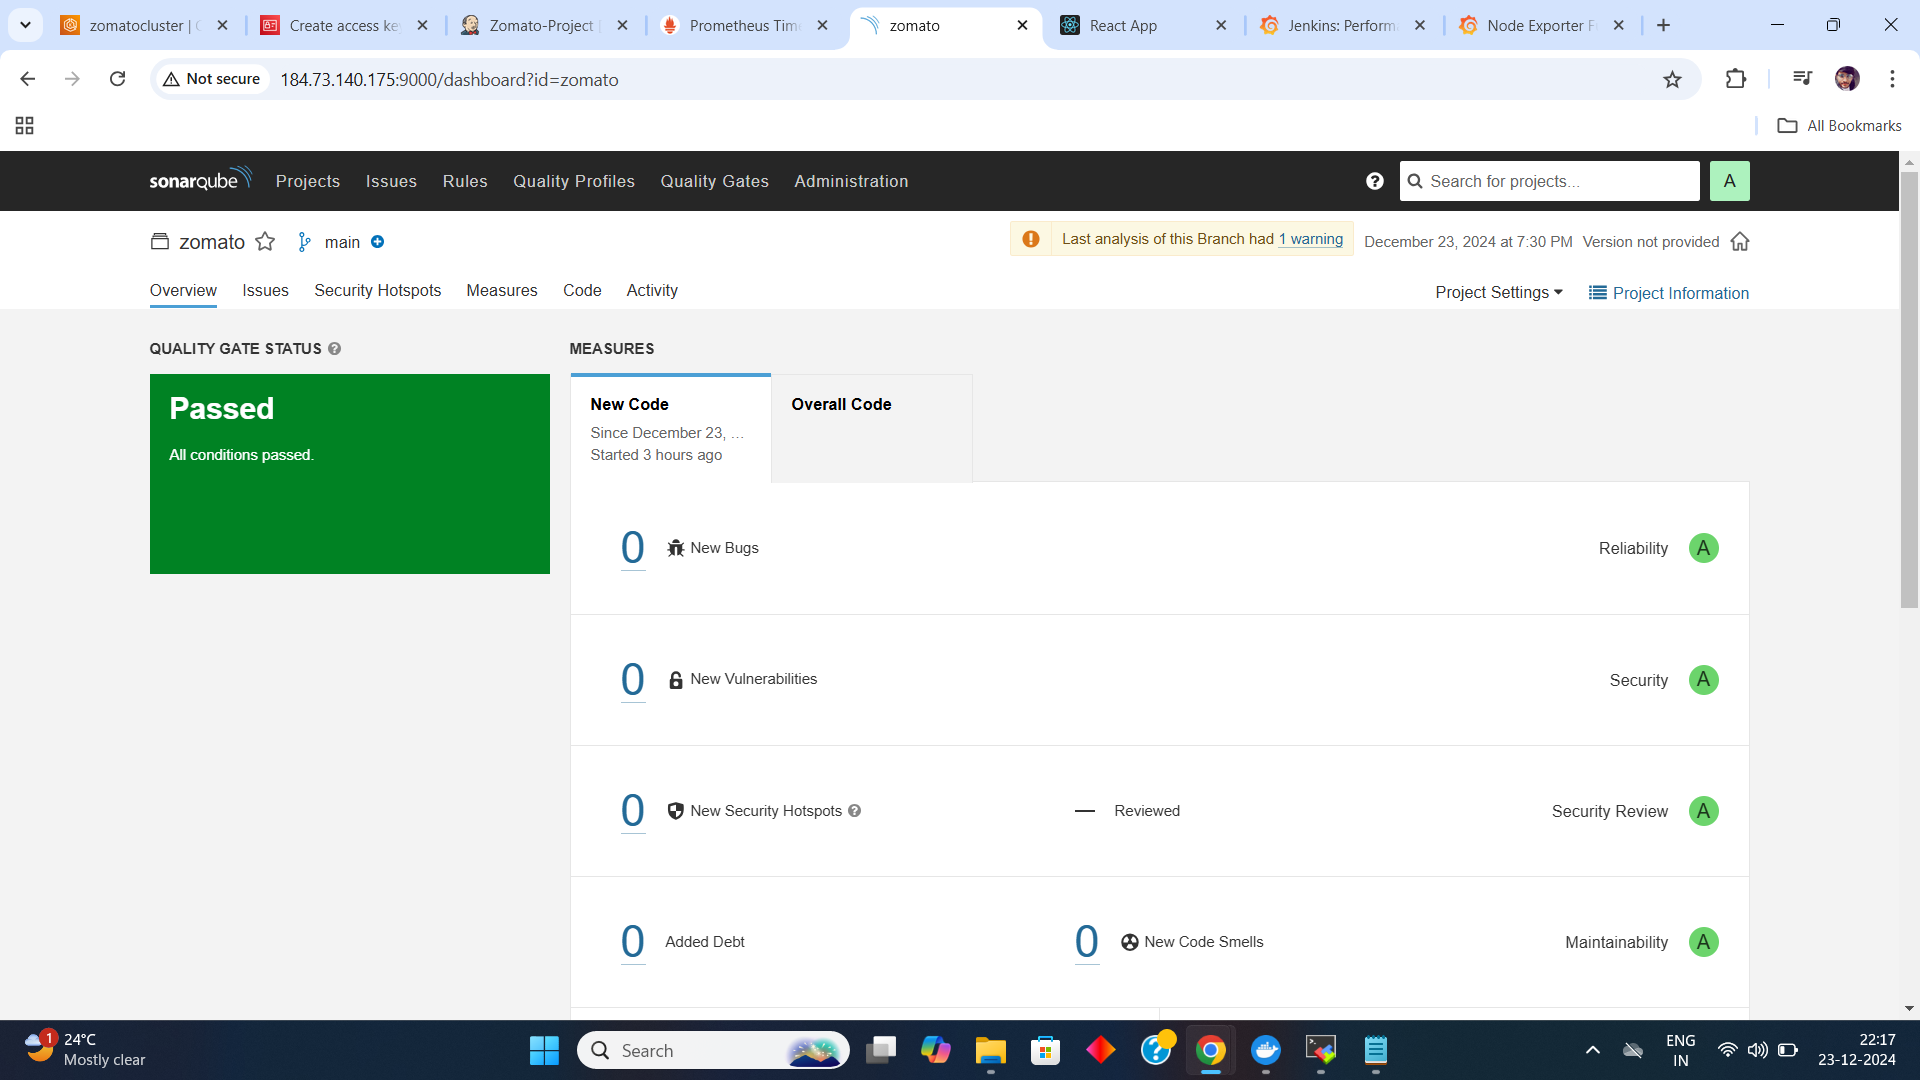 zomatocluster | C
Create access key
Zomato-Project |
Prometheus Time
zomato
React App
Jenkins: Perform
Node Exporter F
Not secure
184.73.140.175:9000/dashboard?id=zomato
All Bookmarks
sonarqube
Projects
Issues
Rules
Quality Profiles
Quality Gates
Administration
Search for projects...
A
zomato
main
Last analysis of this Branch had 1 warning
December 23, 2024 at 7:30 PM
Version not provided
Overview
Issues
Security Hotspots
Measures
Code
Activity
Project Settings
Project Information
QUALITY GATE STATUS
MEASURES
Passed
All conditions passed.
New Code
Since December 23, ...
Started 3 hours ago
Overall Code
0 New Bugs
Reliability A
0 New Vulnerabilities
Security A
0 New Security Hotspots
— Reviewed
Security Review A
0 Added Debt
0 New Code Smells
Maintainability A
1
24°C
Mostly clear
Search
ENG
IN
22:17
23-12-2024